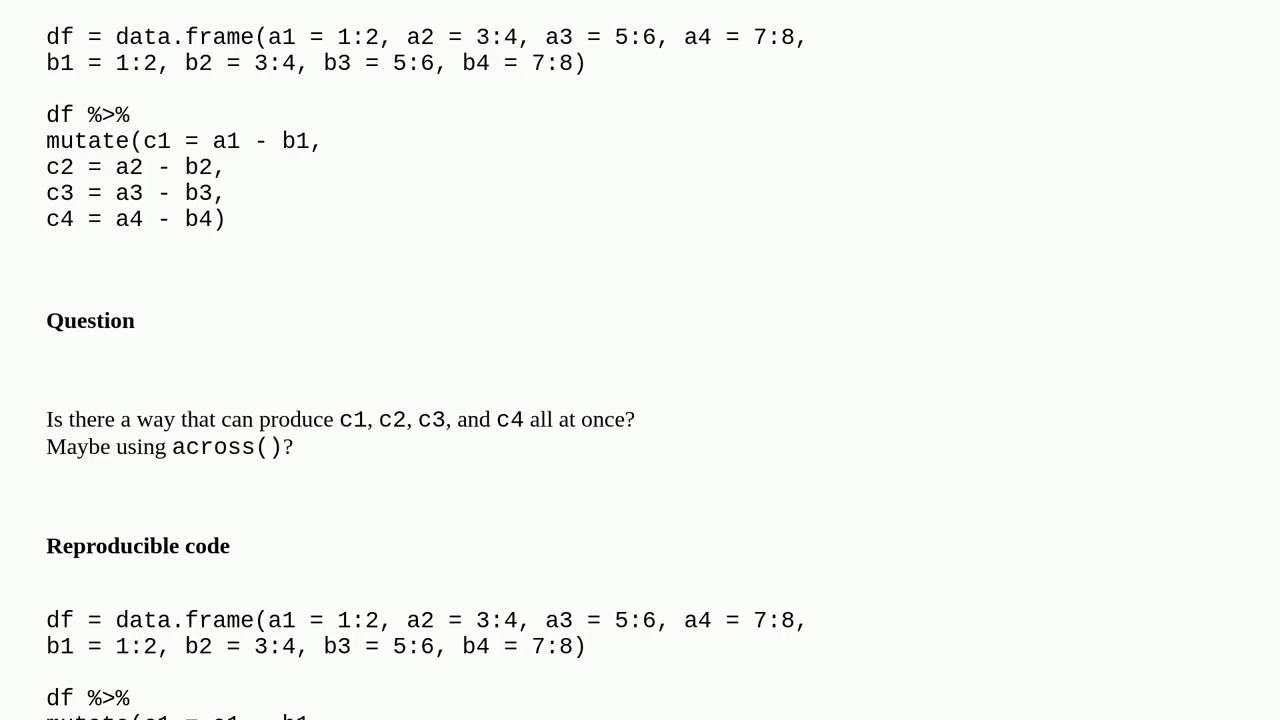 df = data.frame(a1 = 1:2, a2 = 3:4, a3 = 5:6, a4 = 7:8,
b1 = 1:2, b2 = 3:4, b3 = 5:6, b4 = 7:8)
df %>%
mutate(c1 = a1 - b1,
c2 = a2 - b2,
c3 = a3 - b3,
c4 = a4 - b4)
Question
Is there a way that can produce c1, c2, c3, and c4 all at once?
Maybe using across()?
Reproducible code
df = data.frame(a1 = 1:2, a2 = 3:4, a3 = 5:6, a4 = 7:8,
b1 = 1:2, b2 = 3:4, b3 = 5:6, b4 = 7:8)
df %>%
mutate(c1 = a1 - b1,